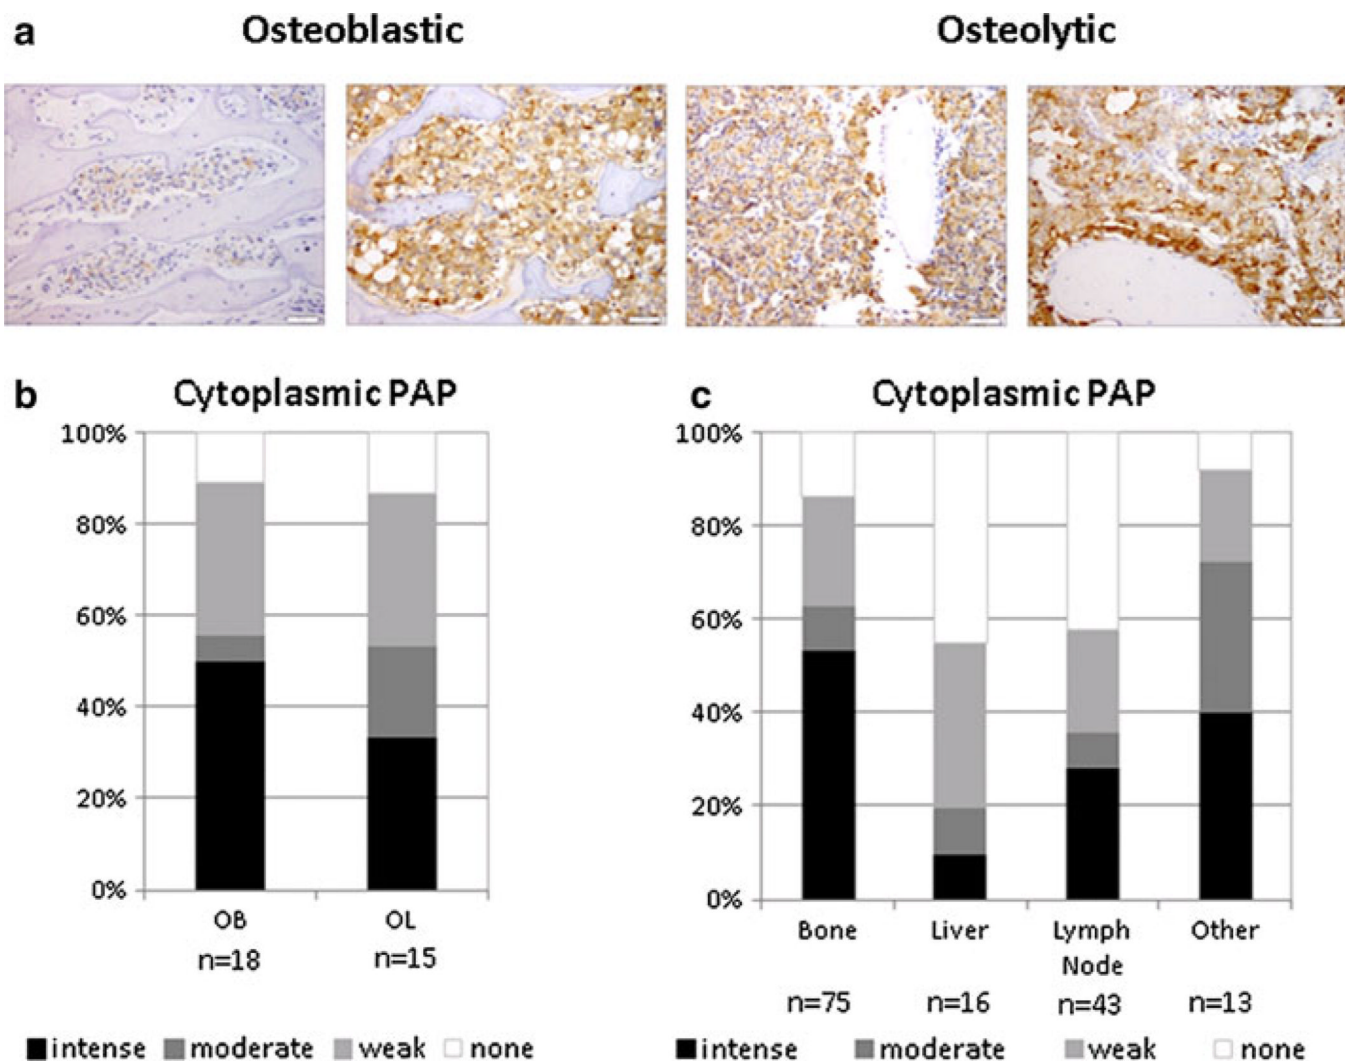 a
Osteoblastic
Osteolytic
b
Cytoplasmic PAP
100%
80%
60%
40%
20%
0%
OB
OL
n=18
n=15
intense
moderate
weak
none
c
Cytoplasmic PAP
100%
80%
60%
40%
20%
0%
Bone
Liver
Lymph
Node
Other
n=75
n=16
n=43
n=13
intense
moderate
weak
none